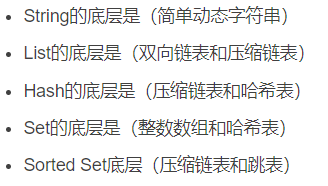 • String的底层是（简单动态字符串）
• List的底层是（双向链表和压缩链表）
• Hash的底层是（压缩链表和哈希表）
• Set的底层是（整数数组和哈希表）
• Sorted Set底层（压缩链表和跳表）